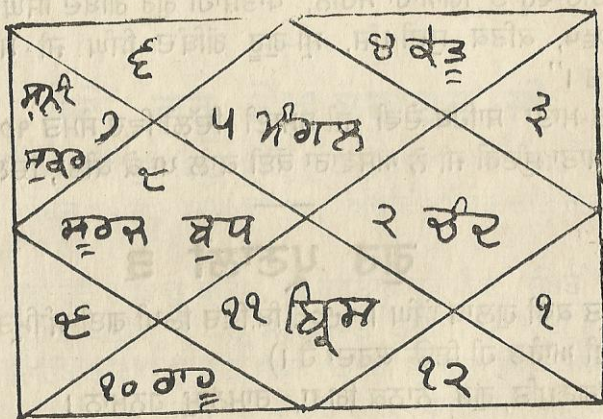 ੬ ੪ ਕੇਤੂ
ਸ਼ਨੀ
੭ ੫ ਮੰਗਲ ੩
ਸ਼ੁਕਰ
੮
ਸੂਰਜ ਬੁਧ ੨ ਚੰਦ
੯ ੧੧ ਬ੍ਰਿਸ ੧
੧੦ ਰਾਹੂ ੧੨